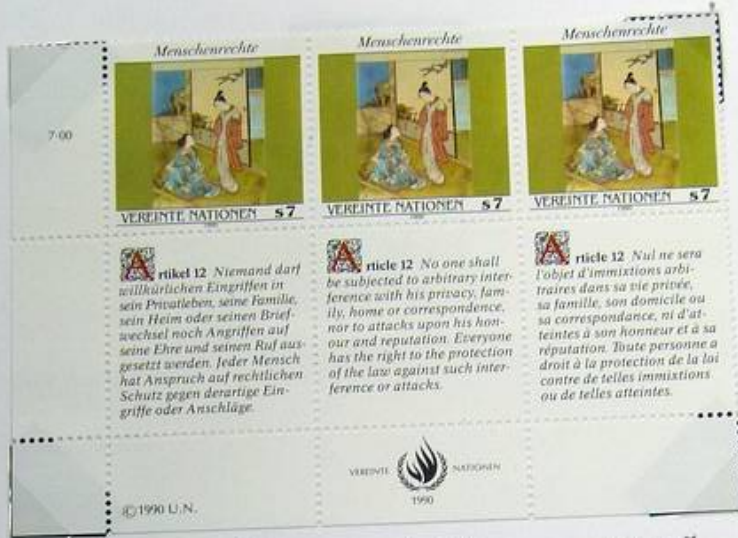 Menschenrechte
Menschenrechte
Menschenrechte
7·00
VEREINTE NATIONEN s7
1990
VEREINTE NATIONEN s7
1990
VEREINTE NATIONEN s7
1990
Artikel 12 Niemand darf
willkürlichen Eingriffen in
sein Privatleben, seine Familie,
sein Heim oder seinen Brief-
wechsel noch Angriffen auf
seine Ehre und seinen Ruf aus-
gesetzt werden. Jeder Mensch
hat Anspruch auf rechtlichen
Schutz gegen derartige Ein-
griffe oder Anschläge.
Article 12 No one shall
be subjected to arbitrary inter-
ference with his privacy, fam-
ily, home or correspondence,
nor to attacks upon his hon-
our and reputation. Everyone
has the right to the protection
of the law against such inter-
ference or attacks.
Article 12 Nul ne sera
l'objet d'immixtions arbi-
traires dans sa vie privée,
sa famille, son domicile ou
sa correspondance, ni d'at-
teintes à son honneur et à sa
réputation. Toute personne a
droit à la protection de la loi
contre de telles immixtions
ou de telles atteintes.
©1990 U.N.
VEREINTE NATIONEN
1990